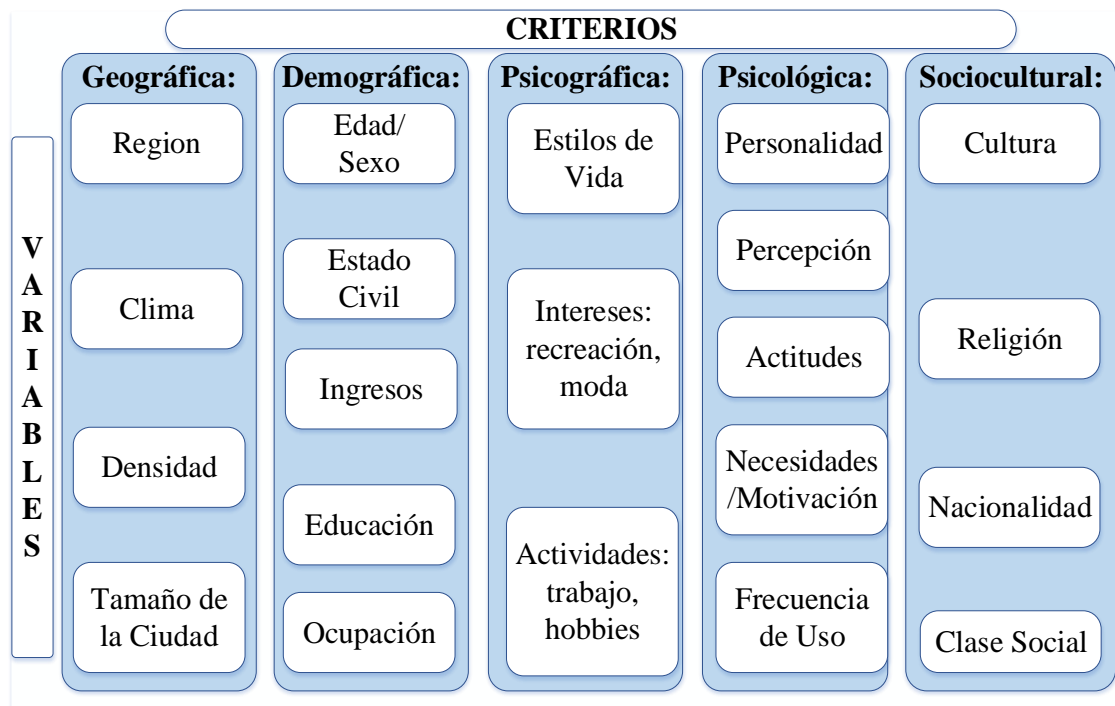 CRITERIOS
VARIABLES
Geográfica:
Region
Clima
Densidad
Tamaño de
la Ciudad
Demográfica:
Edad/
Sexo
Estado
Civil
Ingresos
Educación
Ocupación
Psicográfica:
Estilos de
Vida
Intereses:
recreación,
moda
Actividades:
trabajo,
hobbies
Psicológica:
Personalidad
Percepción
Actitudes
Necesidades
/Motivación
Frecuencia
de Uso
Sociocultural:
Cultura
Religión
Nacionalidad
Clase Social